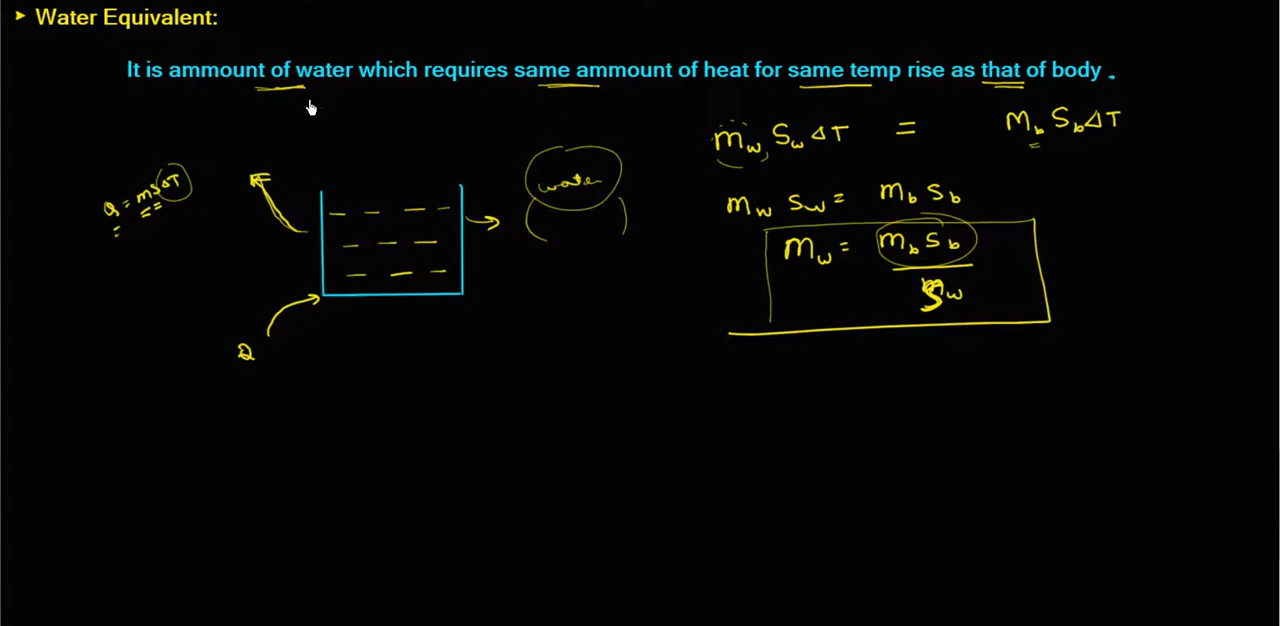 ➤ Water Equivalent:
It is ammount of water which requires same ammount of heat for same temp rise as that of body .
m_w S_w ΔT = m_b S_b ΔT
Q = mSΔT
water
m_w S_w = m_b S_b
m_w = m_b S_b / S_w
Q